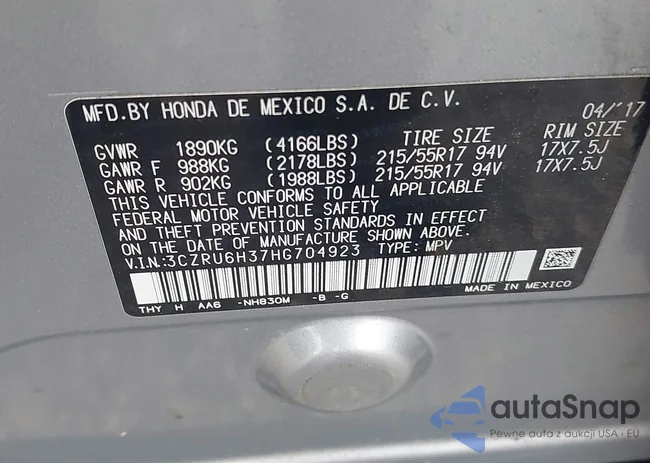 MFD.BY HONDA DE MEXICO S.A. DE C.V. 04/'17
GVWR 1890KG (4166LBS) TIRE SIZE RIM SIZE
GAWR F 988KG (2178LBS) 215/55R17 94V 17X7.5J
GAWR R 902KG (1988LBS) 215/55R17 94V 17X7.5J
THIS VEHICLE CONFORMS TO ALL APPLICABLE
FEDERAL MOTOR VEHICLE SAFETY
AND THEFT PREVENTION STANDARDS IN EFFECT
ON THE DATE OF MANUFACTURE SHOWN ABOVE.
V.I.N:3CZRU6H37HG704923 TYPE: MPV
MADE IN MEXICO
THY H AA6 -NH830M -B -G
autaSnap
Pewne auta z aukcji USA i EU